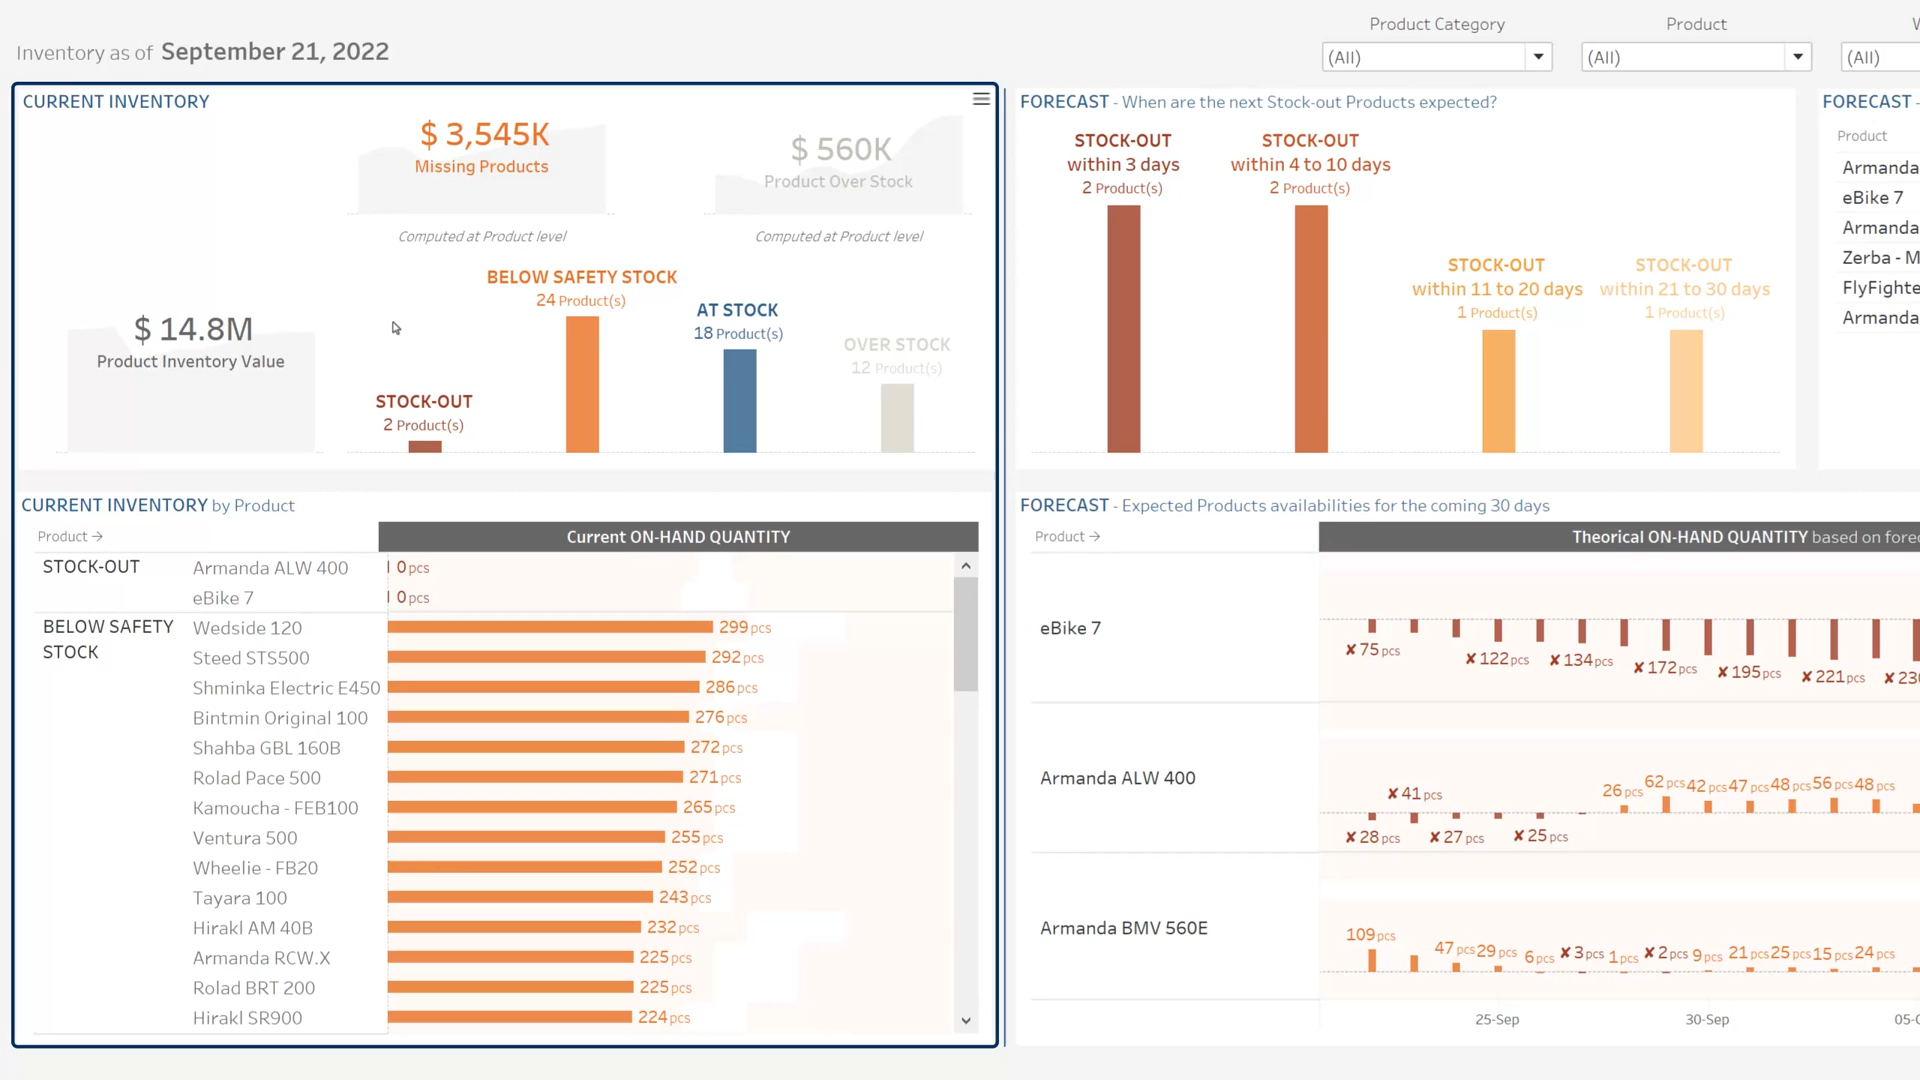 Inventory as of September 21, 2022
Product Category
(All)
Product
(All)
(All)
CURRENT INVENTORY
$ 3,545K
Missing Products
Computed at Product level
$ 560K
Product Over Stock
Computed at Product level
$ 14.8M
Product Inventory Value
STOCK-OUT
2 Product(s)
BELOW SAFETY STOCK
24 Product(s)
AT STOCK
18 Product(s)
OVER STOCK
12 Product(s)
FORECAST - When are the next Stock-out Products expected?
STOCK-OUT
within 3 days
2 Product(s)
STOCK-OUT
within 4 to 10 days
2 Product(s)
STOCK-OUT
within 11 to 20 days
1 Product(s)
STOCK-OUT
within 21 to 30 days
1 Product(s)
FORECAST -
Product
Armanda
eBike 7
Armanda
Zerba - M
FlyFighte
Armanda
CURRENT INVENTORY by Product
Product →
Current ON-HAND QUANTITY
STOCK-OUT
Armanda ALW 400 0 pcs
eBike 7 0 pcs
BELOW SAFETY
STOCK
Wedside 120 299 pcs
Steed STS500 292 pcs
Shminka Electric E450 286 pcs
Bintmin Original 100 276 pcs
Shahba GBL 160B 272 pcs
Rolad Pace 500 271 pcs
Kamoucha - FEB100 265 pcs
Ventura 500 255 pcs
Wheelie - FB20 252 pcs
Tayara 100 243 pcs
Hirakl AM 40B 232 pcs
Armanda RCW.X 225 pcs
Rolad BRT 200 225 pcs
Hirakl SR900 224 pcs
FORECAST - Expected Products availabilities for the coming 30 days
Product →
Theorical ON-HAND QUANTITY based on fore
eBike 7
✘ 75 pcs ✘ 122 pcs ✘ 134 pcs ✘ 172 pcs ✘ 195 pcs ✘ 221 pcs ✘ 23
Armanda ALW 400
✘ 41 pcs 26 pcs 62 pcs 42 pcs 47 pcs 48 pcs 56 pcs 48 pcs
✘ 28 pcs ✘ 27 pcs ✘ 25 pcs
Armanda BMV 560E
109 pcs 47 pcs 29 pcs 6 pcs ✘ 3 pcs 1 pcs ✘ 2 pcs 9 pcs 21 pcs 25 pcs 15 pcs 24 pcs
25-Sep 30-Sep 05-